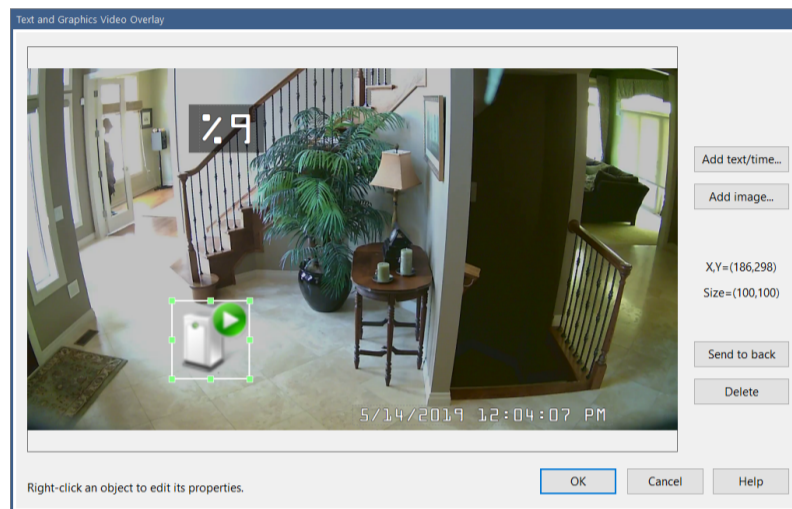 Text and Graphics Video Overlay
%9
Add text/time...
Add image...
X,Y=(186,298)
Size=(100,100)
Send to back
Delete
5/14/2019 12:04:07 PM
Right-click an object to edit its properties.
OK
Cancel
Help